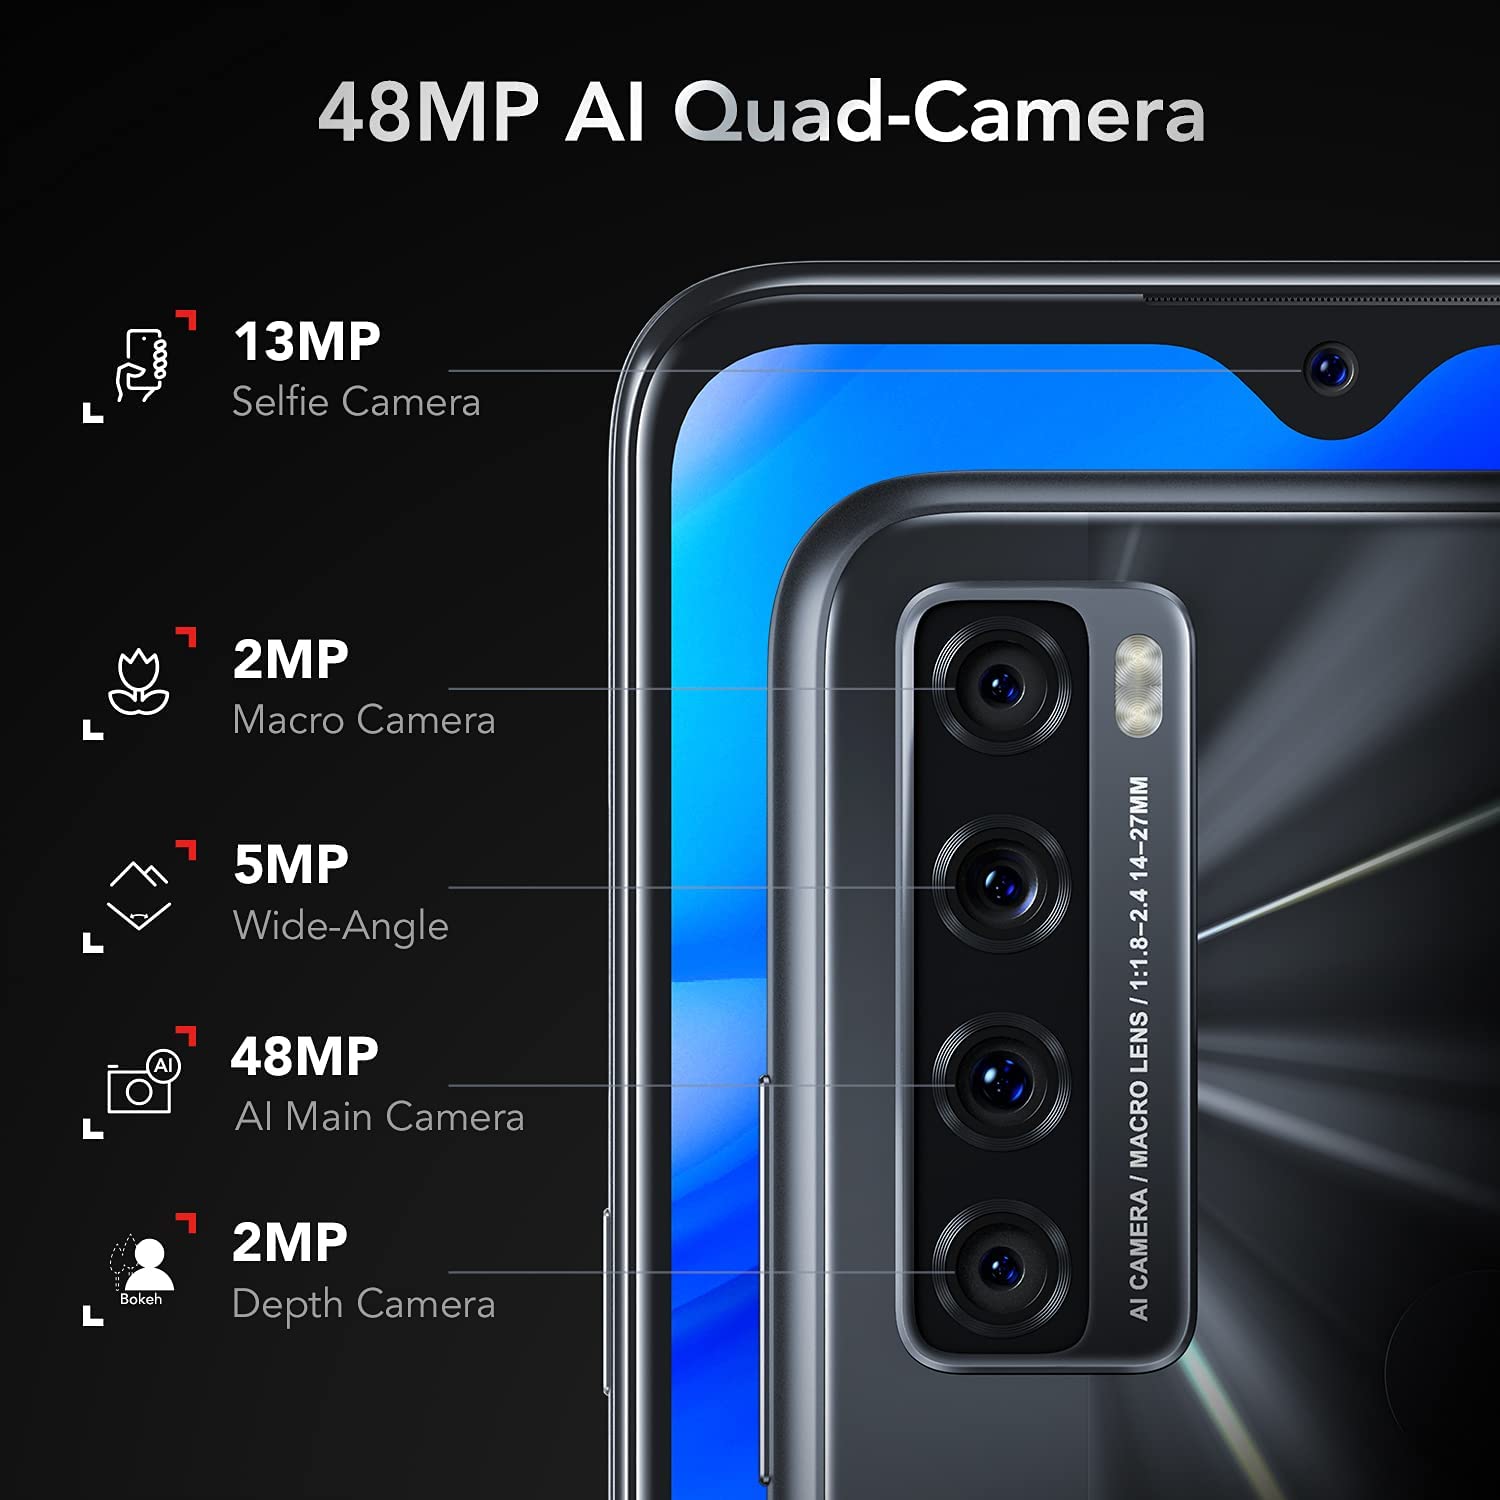 48MP AI Quad-Camera
13MP
Selfie Camera
2MP
Macro Camera
5MP
Wide-Angle
AI
48MP
AI Main Camera
Bokeh
2MP
Depth Camera
AI CAMERA / MACRO LENS / 1:1.8–2.4 14–27MM